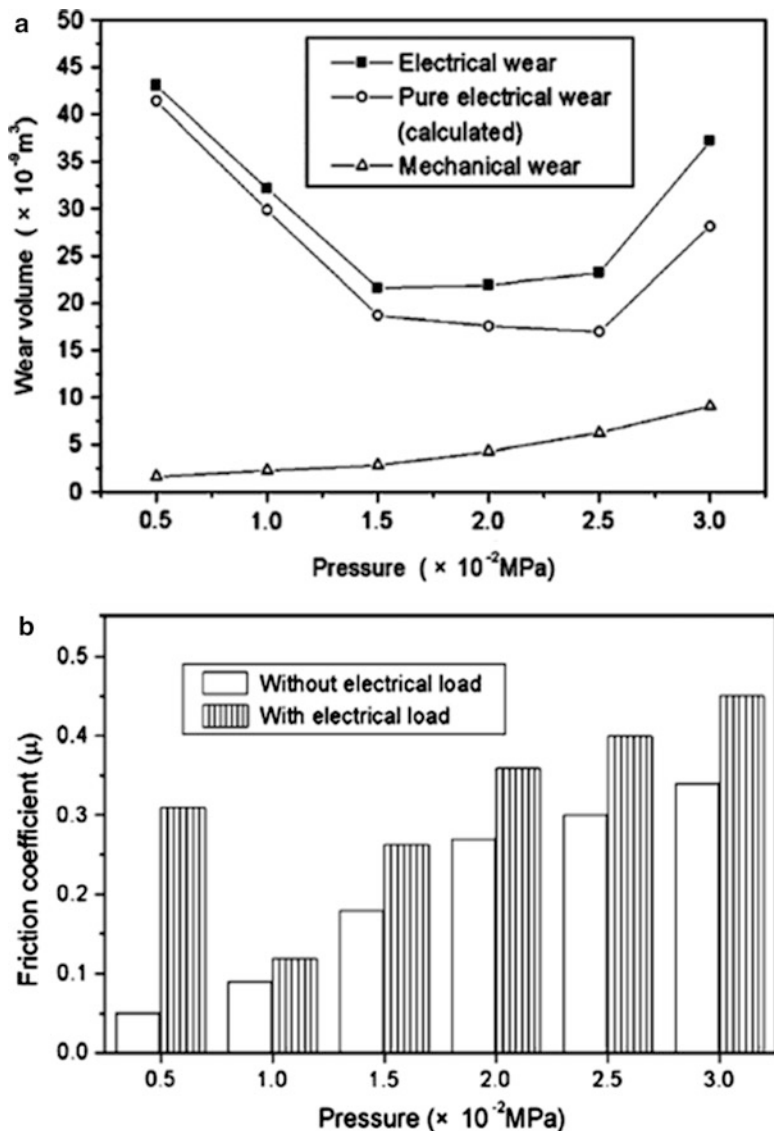 a
Electrical wear
Pure electrical wear
(calculated)
Mechanical wear
50
45
40
35
30
25
20
15
10
5
0
Wear volume ( × 10⁻⁹m³)
0.5 1.0 1.5 2.0 2.5 3.0
Pressure ( × 10⁻²MPa)
b
Without electrical load
With electrical load
0.5
0.4
0.3
0.2
0.1
0.0
Friction coefficient (μ)
0.5 1.0 1.5 2.0 2.5 3.0
Pressure (× 10⁻²MPa)